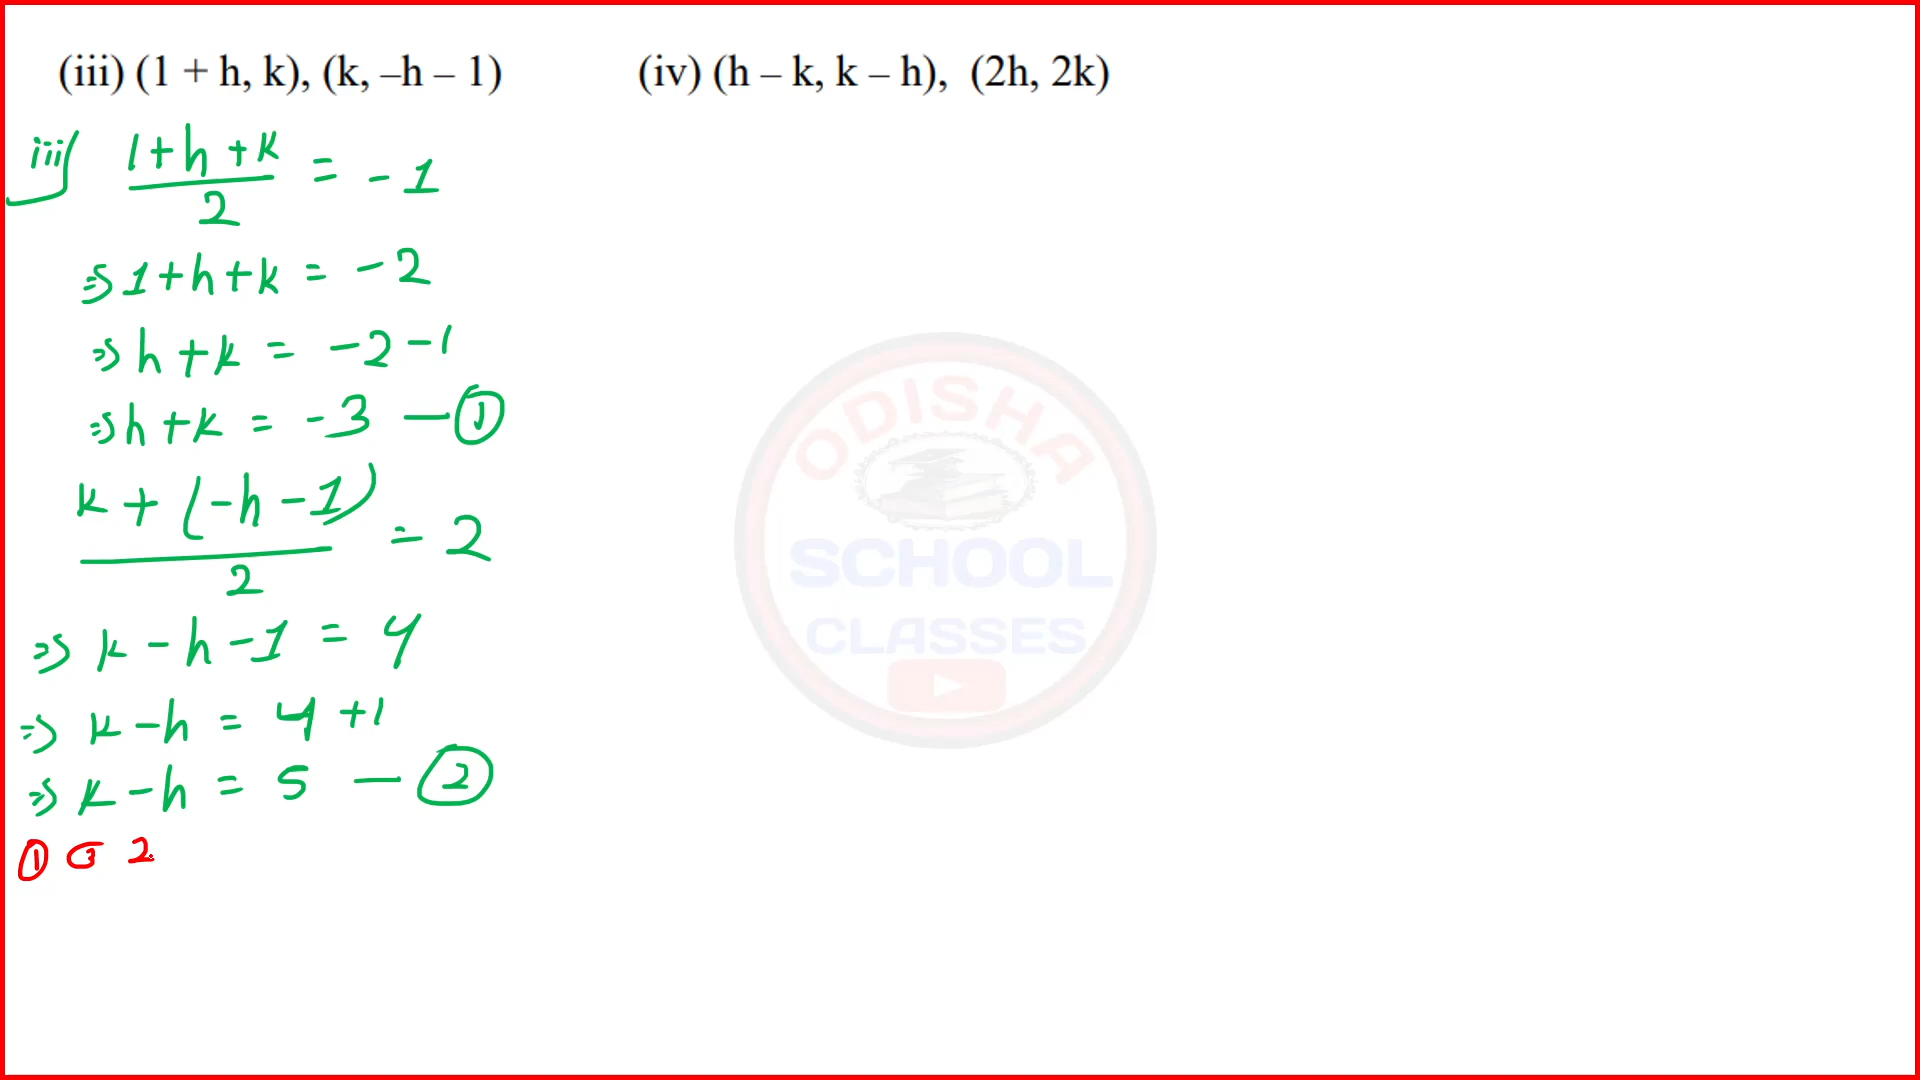 (iii) (1 + h, k), (k, –h – 1) (iv) (h – k, k – h), (2h, 2k)
iii) (1+h+k)/2 = -1
⇒ 1+h+k = -2
⇒ h+k = -2-1
⇒ h+k = -3 — ①
(k+(-h-1))/2 = 2
⇒ k-h-1 = 4
⇒ k-h = 4+1
⇒ k-h = 5 — ②
① ଓ 2
ODISHA
SCHOOL
CLASSES